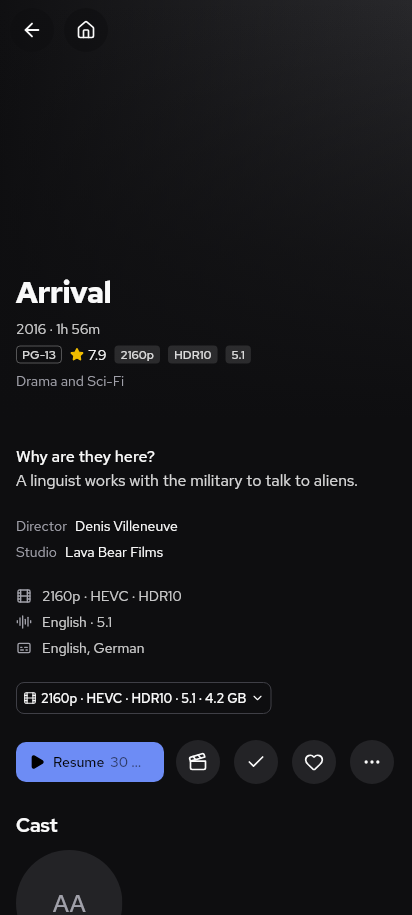 Arrival
2016 · 1h 56m
PG-13 7.9 2160p HDR10 5.1
Drama and Sci-Fi
Why are they here?
A linguist works with the military to talk to aliens.
Director Denis Villeneuve
Studio Lava Bear Films
2160p · HEVC · HDR10
English · 5.1
English, German
2160p · HEVC · HDR10 · 5.1 · 4.2 GB
Resume 30 ...
Cast
AA